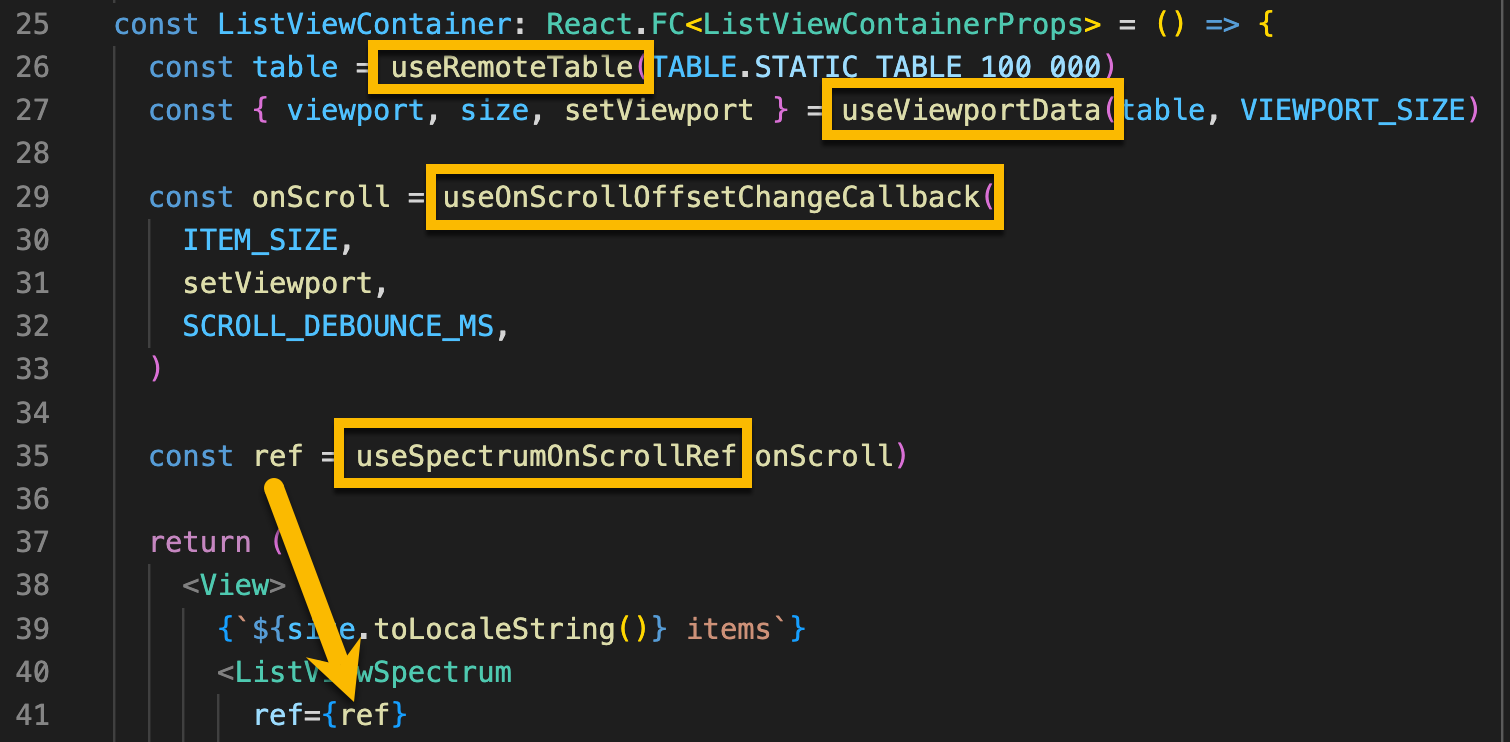 25 const ListViewContainer: React.FC<ListViewContainerProps> = () => {
26 const table = useRemoteTable(TABLE.STATIC_TABLE_100_000)
27 const { viewport, size, setViewport } = useViewportData(table, VIEWPORT_SIZE)
28
29 const onScroll = useOnScrollOffsetChangeCallback(
30 ITEM_SIZE,
31 setViewport,
32 SCROLL_DEBOUNCE_MS,
33 )
34
35 const ref = useSpectrumOnScrollRef onScroll)
36
37 return (
38 <View>
39 {`${size.toLocaleString()} items`}
40 <ListViewSpectrum
41 ref={ref}